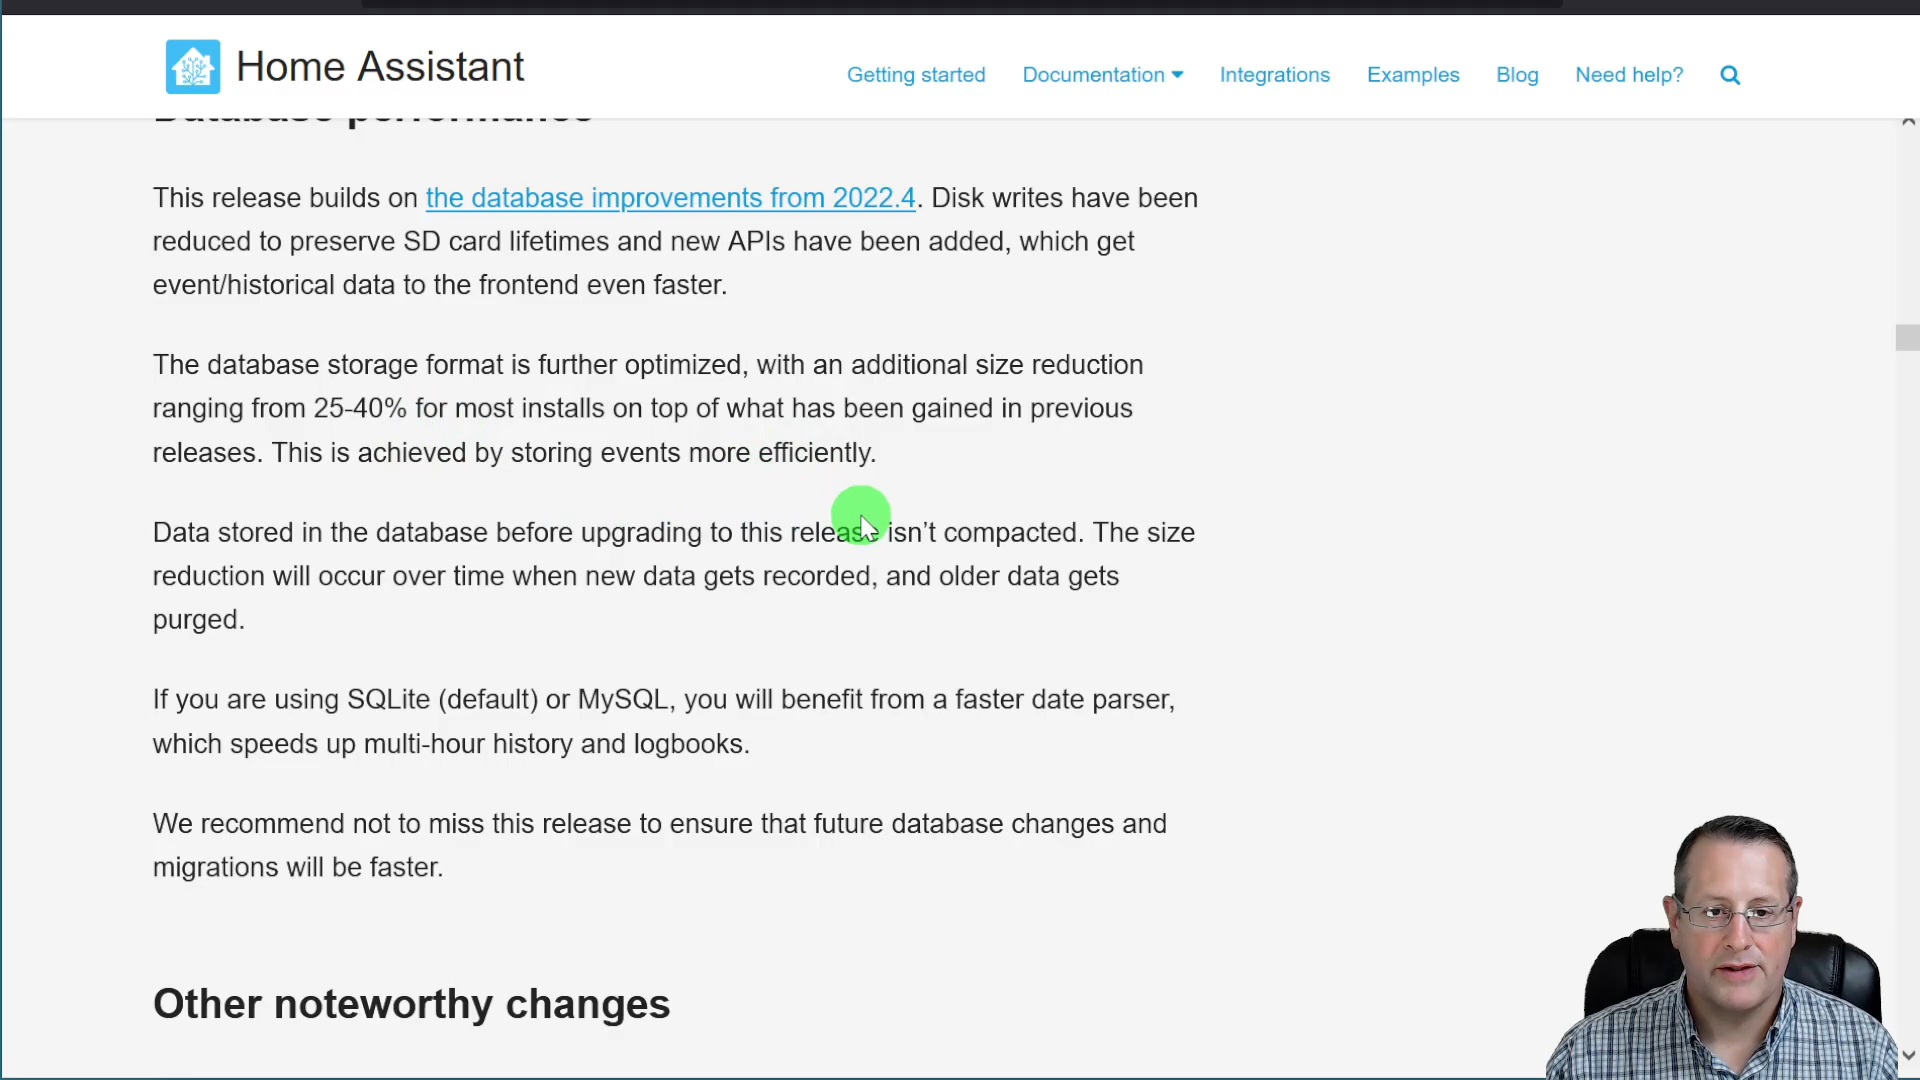 Home Assistant
Getting started Documentation Integrations Examples Blog Need help?
Database performance
This release builds on the database improvements from 2022.4. Disk writes have been
reduced to preserve SD card lifetimes and new APIs have been added, which get
event/historical data to the frontend even faster.
The database storage format is further optimized, with an additional size reduction
ranging from 25-40% for most installs on top of what has been gained in previous
releases. This is achieved by storing events more efficiently.
Data stored in the database before upgrading to this release isn’t compacted. The size
reduction will occur over time when new data gets recorded, and older data gets
purged.
If you are using SQLite (default) or MySQL, you will benefit from a faster date parser,
which speeds up multi-hour history and logbooks.
We recommend not to miss this release to ensure that future database changes and
migrations will be faster.
Other noteworthy changes